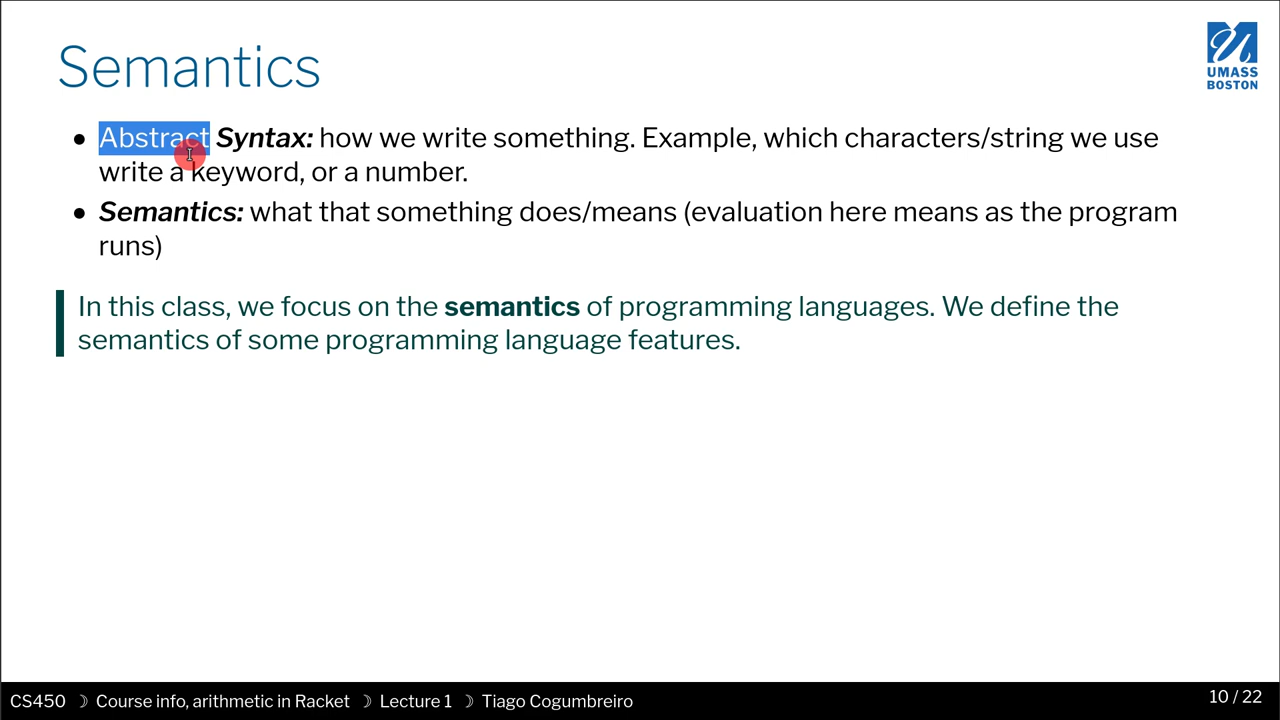 Semantics
UMASS
BOSTON
• Abstract Syntax: how we write something. Example, which characters/string we use
write a keyword, or a number.
• Semantics: what that something does/means (evaluation here means as the program
runs)
In this class, we focus on the semantics of programming languages. We define the
semantics of some programming language features.
CS450 ☽ Course info, arithmetic in Racket ☽ Lecture 1 ☽ Tiago Cogumbreiro
10 / 22